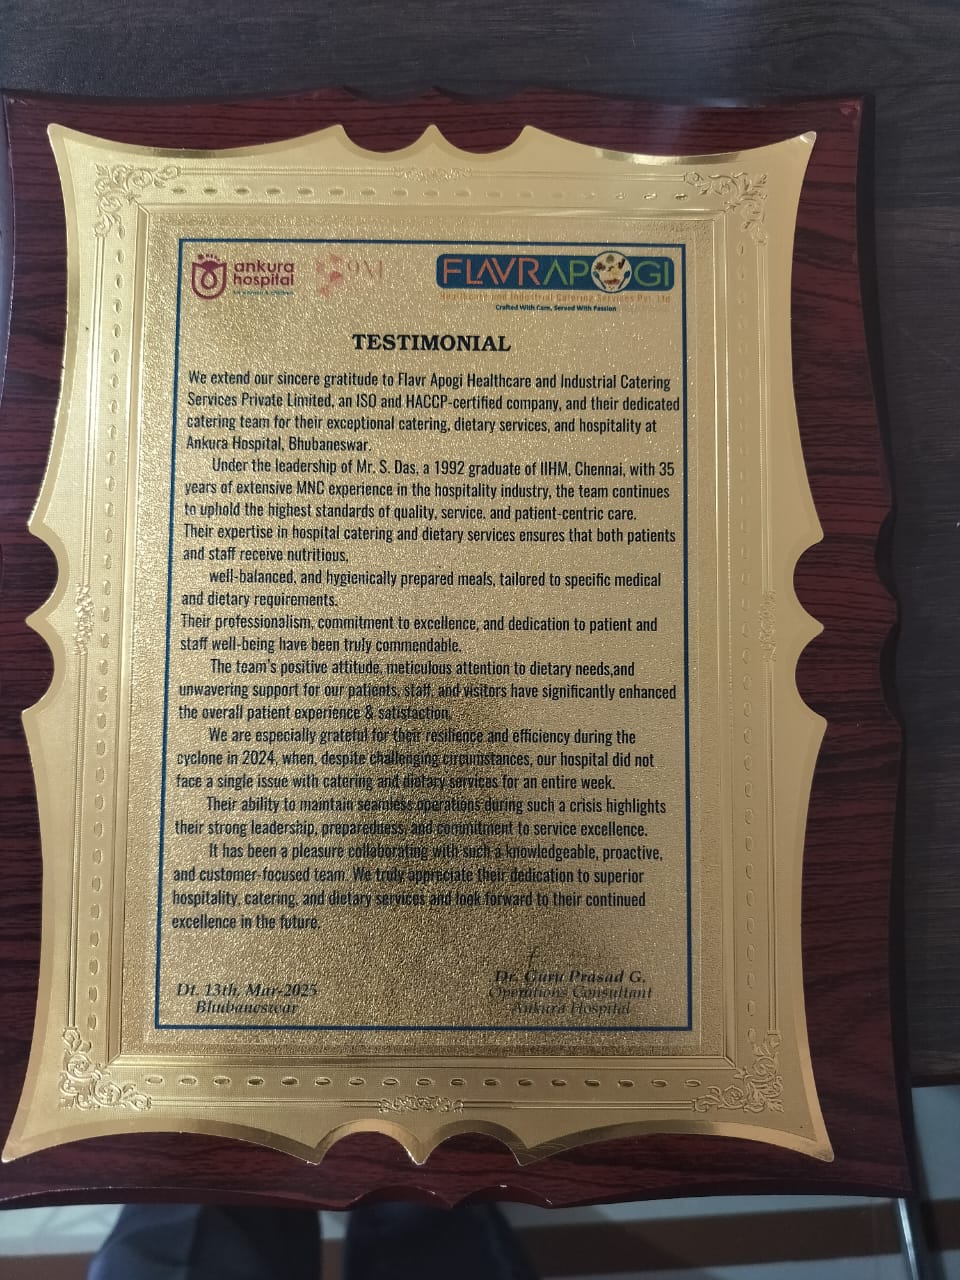 ankura
hospital
for women & children
9M
FLAVR APOGI
Healthcare and Industrial Catering Services Pvt. Ltd
Crafted With Care, Served With Passion
TESTIMONIAL
We extend our sincere gratitude to Flavr Apogi Healthcare and Industrial Catering
Services Private Limited, an ISO and HACCP-certified company, and their dedicated
catering team for their exceptional catering, dietary services, and hospitality at
Ankura Hospital, Bhubaneswar.
Under the leadership of Mr. S. Das, a 1992 graduate of IIHM, Chennai, with 35
years of extensive MNC experience in the hospitality industry, the team continues
to uphold the highest standards of quality, service, and patient-centric care.
Their expertise in hospital catering and dietary services ensures that both patients
and staff receive nutritious,
well-balanced, and hygienically prepared meals, tailored to specific medical
and dietary requirements.
Their professionalism, commitment to excellence, and dedication to patient and
staff well-being have been truly commendable.
The team's positive attitude, meticulous attention to dietary needs,and
unwavering support for our patients, staff, and visitors have significantly enhanced
the overall patient experience & satisfaction.
We are especially grateful for their resilience and efficiency during the
cyclone in 2024, when, despite challenging circumstances, our hospital did not
face a single issue with catering and dietary services for an entire week.
Their ability to maintain seamless operations during such a crisis highlights
their strong leadership, preparedness, and commitment to service excellence.
It has been a pleasure collaborating with such a knowledgeable, proactive,
and customer-focused team. We truly appreciate their dedication to superior
hospitality, catering, and dietary services and look forward to their continued
excellence in the future.
Dt. 13th, Mar-2025
Bhubaneswar
Dr. Guru Prasad G.
Operations Consultant
Ankura Hospital